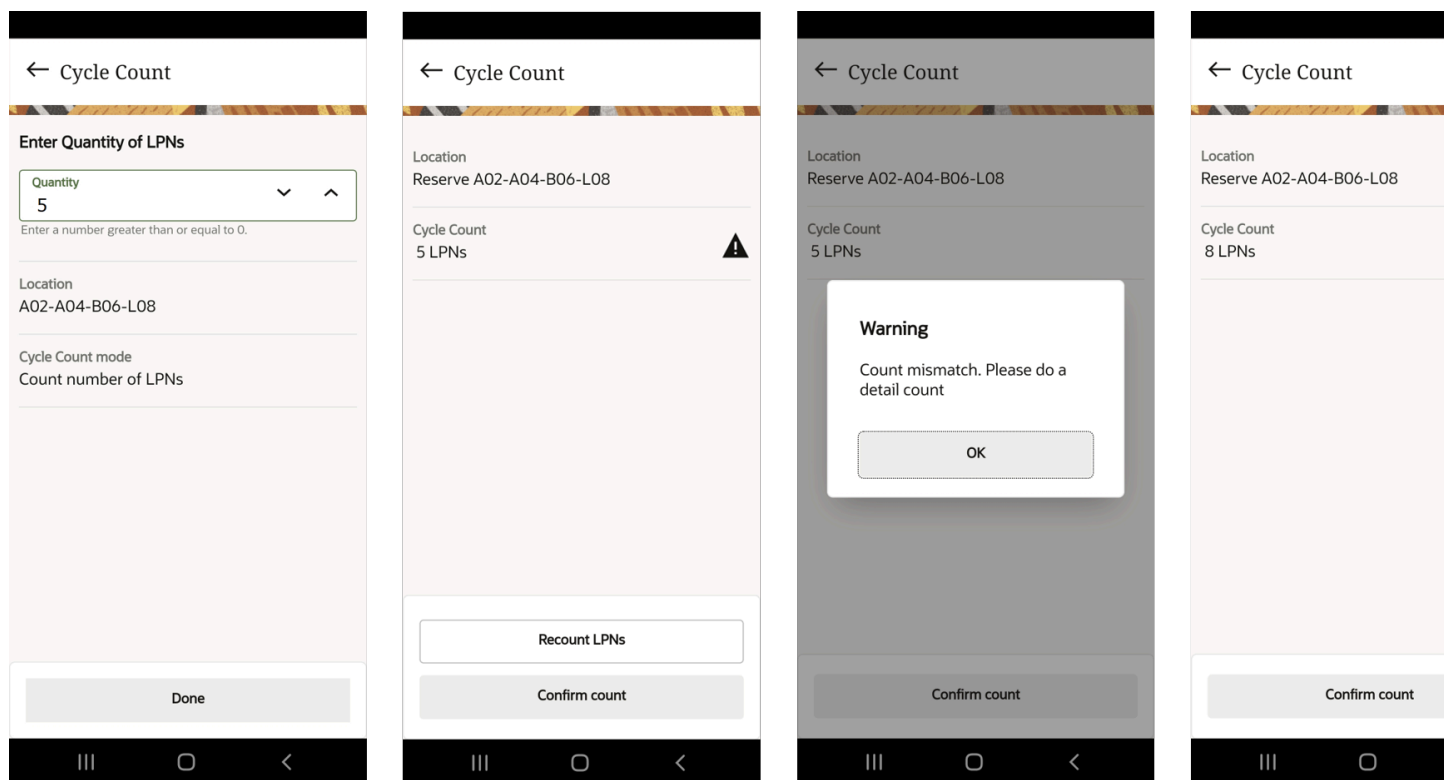 Cycle Count
Enter Quantity of LPNs
Quantity
5
Enter a number greater than or equal to 0.
Location
A02-A04-B06-L08
Cycle Count mode
Count number of LPNs
Done
Cycle Count
Location
Reserve A02-A04-B06-L08
Cycle Count
5 LPNs
Recount LPNs
Confirm count
Cycle Count
Location
Reserve A02-A04-B06-L08
Cycle Count
5 LPNs
Warning
Count mismatch. Please do a
detail count
OK
Confirm count
Cycle Count
Location
Reserve A02-A04-B06-L08
Cycle Count
8 LPNs
Confirm count